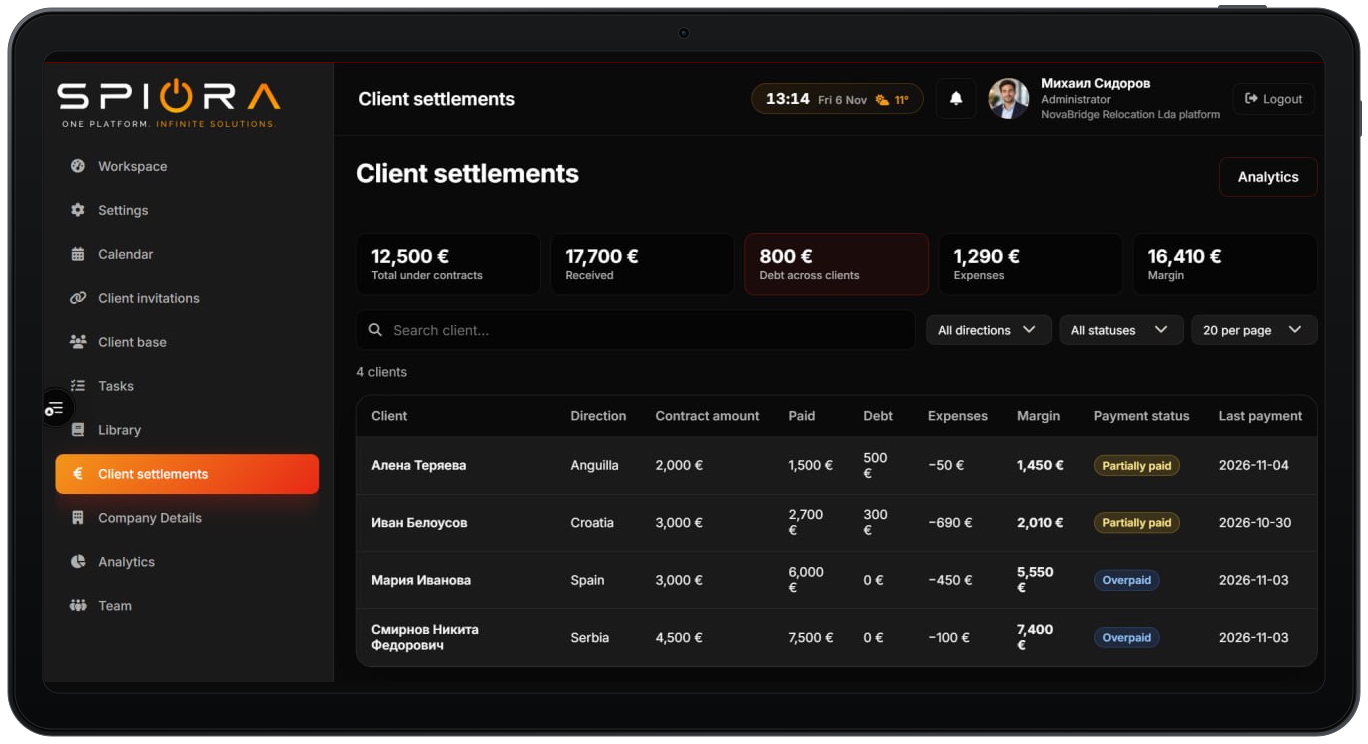 SPIORA
ONE PLATFORM. INFINITE SOLUTIONS.
Workspace
Settings
Calendar
Client invitations
Client base
Tasks
Library
€ Client settlements
Company Details
Analytics
Team
Client settlements
13:14 Fri 6 Nov 11°
Михаил Сидоров
Administrator
NovaBridge Relocation Lda platform
Logout
Client settlements
Analytics
12,500 €
Total under contracts
17,700 €
Received
800 €
Debt across clients
1,290 €
Expenses
16,410 €
Margin
Search client...
All directions
All statuses
20 per page
4 clients
Client Direction Contract amount Paid Debt Expenses Margin Payment status Last payment
Алена Теряева Anguilla 2,000 € 1,500 € 500 € −50 € 1,450 € Partially paid 2026-11-04
Иван Белоусов Croatia 3,000 € 2,700 € 300 € −690 € 2,010 € Partially paid 2026-10-30
Мария Иванова Spain 3,000 € 6,000 € 0 € −450 € 5,550 € Overpaid 2026-11-03
Смирнов Никита Федорович Serbia 4,500 € 7,500 € 0 € −100 € 7,400 € Overpaid 2026-11-03